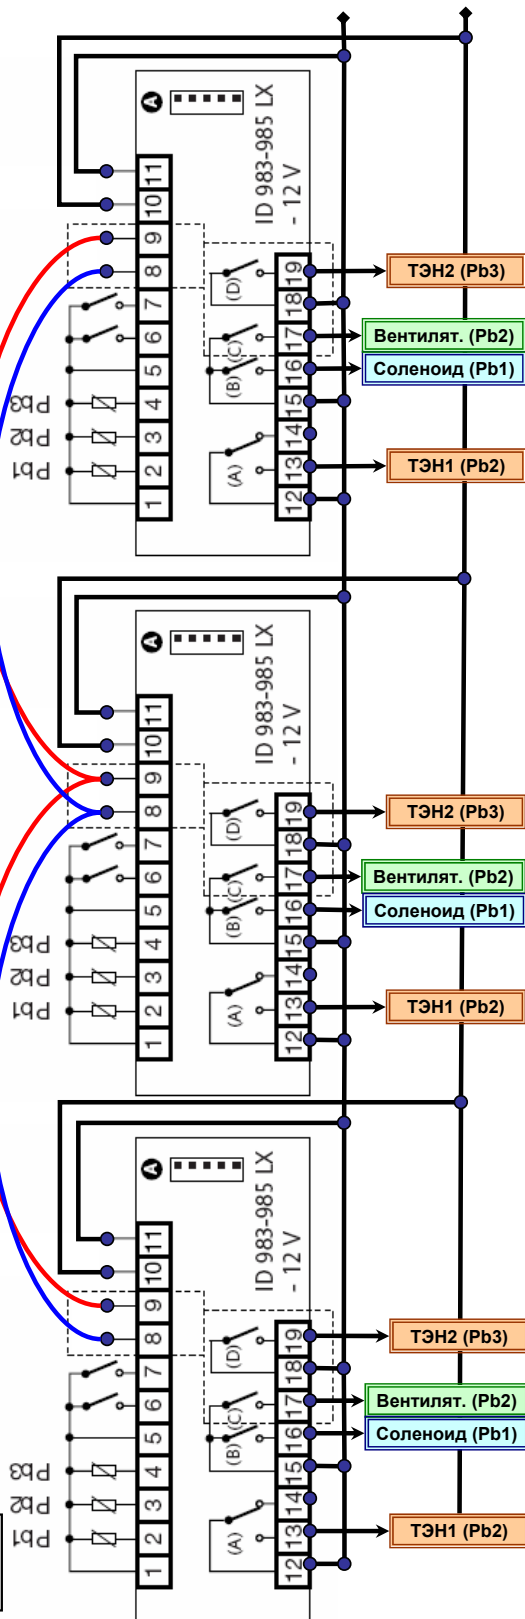 A
ID 983-985 LX
- 12 V
11
10
9
8
7
6
5
4
3
2
1
Pb3
Pb2
Pb1
(D)
(C)
(B)
(A)
19
18
17
16
15
14
13
12
ТЭН2 (Pb3)
Вентилят. (Pb2)
Соленоид (Pb1)
ТЭН1 (Pb2)
A
ID 983-985 LX
- 12 V
11
10
9
8
7
6
5
4
3
2
1
Pb3
Pb2
Pb1
(D)
(C)
(B)
(A)
19
18
17
16
15
14
13
12
ТЭН2 (Pb3)
Вентилят. (Pb2)
Соленоид (Pb1)
ТЭН1 (Pb2)
A
ID 983-985 LX
- 12 V
11
10
9
8
7
6
5
4
3
2
1
Pb3
Pb2
Pb1
(D)
(C)
(B)
(A)
19
18
17
16
15
14
13
12
ТЭН2 (Pb3)
Вентилят. (Pb2)
Соленоид (Pb1)
ТЭН1 (Pb2)